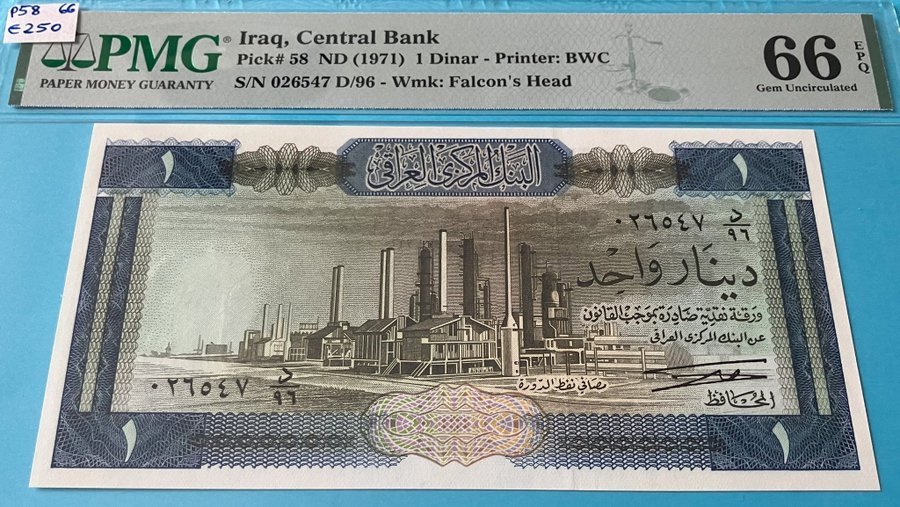 P58 66
€250
PMG®
PAPER MONEY GUARANTY
Iraq, Central Bank
Pick# 58 ND (1971) 1 Dinar - Printer: BWC
S/N 026547 D/96 - Wmk: Falcon's Head
66 EPQ
Gem Uncirculated
١ البنك المركزي العراقي ١
٠٢٦٥٤٧ د/٩٦
دينار واحد
ورقة نقدية صادرة بموجب القانون
عن البنك المركزي العراقي
٠٢٦٥٤٧ د/٩٦
مصافي نفط الدورة
المحافظ
١ ١